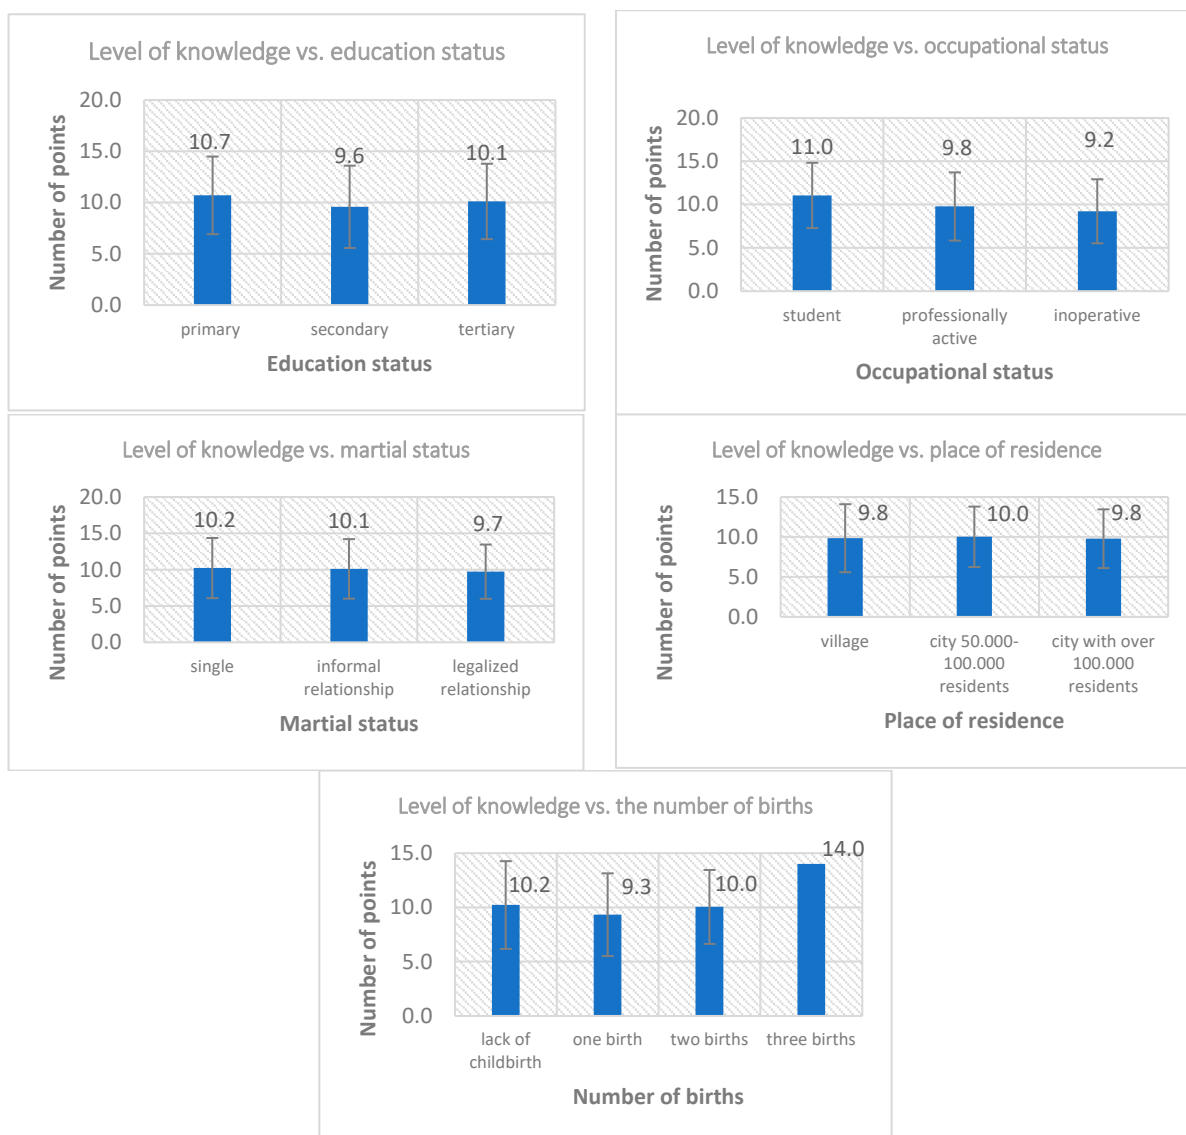 Level of knowledge vs. education status
20.0
15.0
10.0
5.0
0.0
Number of points
10.7
9.6
10.1
primary
secondary
tertiary
Education status
Level of knowledge vs. occupational status
20.0
15.0
10.0
5.0
0.0
Number of points
11.0
9.8
9.2
student
professionally
active
inoperative
Occupational status
Level of knowledge vs. martial status
20.0
15.0
10.0
5.0
0.0
Number of points
10.2
10.1
9.7
single
informal
relationship
legalized
relationship
Martial status
Level of knowledge vs. place of residence
15.0
10.0
5.0
0.0
Number of points
9.8
10.0
9.8
village
city 50.000-
100.000
residents
city with over
100.000
residents
Place of residence
Level of knowledge vs. the number of births
15.0
10.0
5.0
0.0
Number of points
10.2
9.3
10.0
14.0
lack of
childbirth
one birth
two births
three births
Number of births